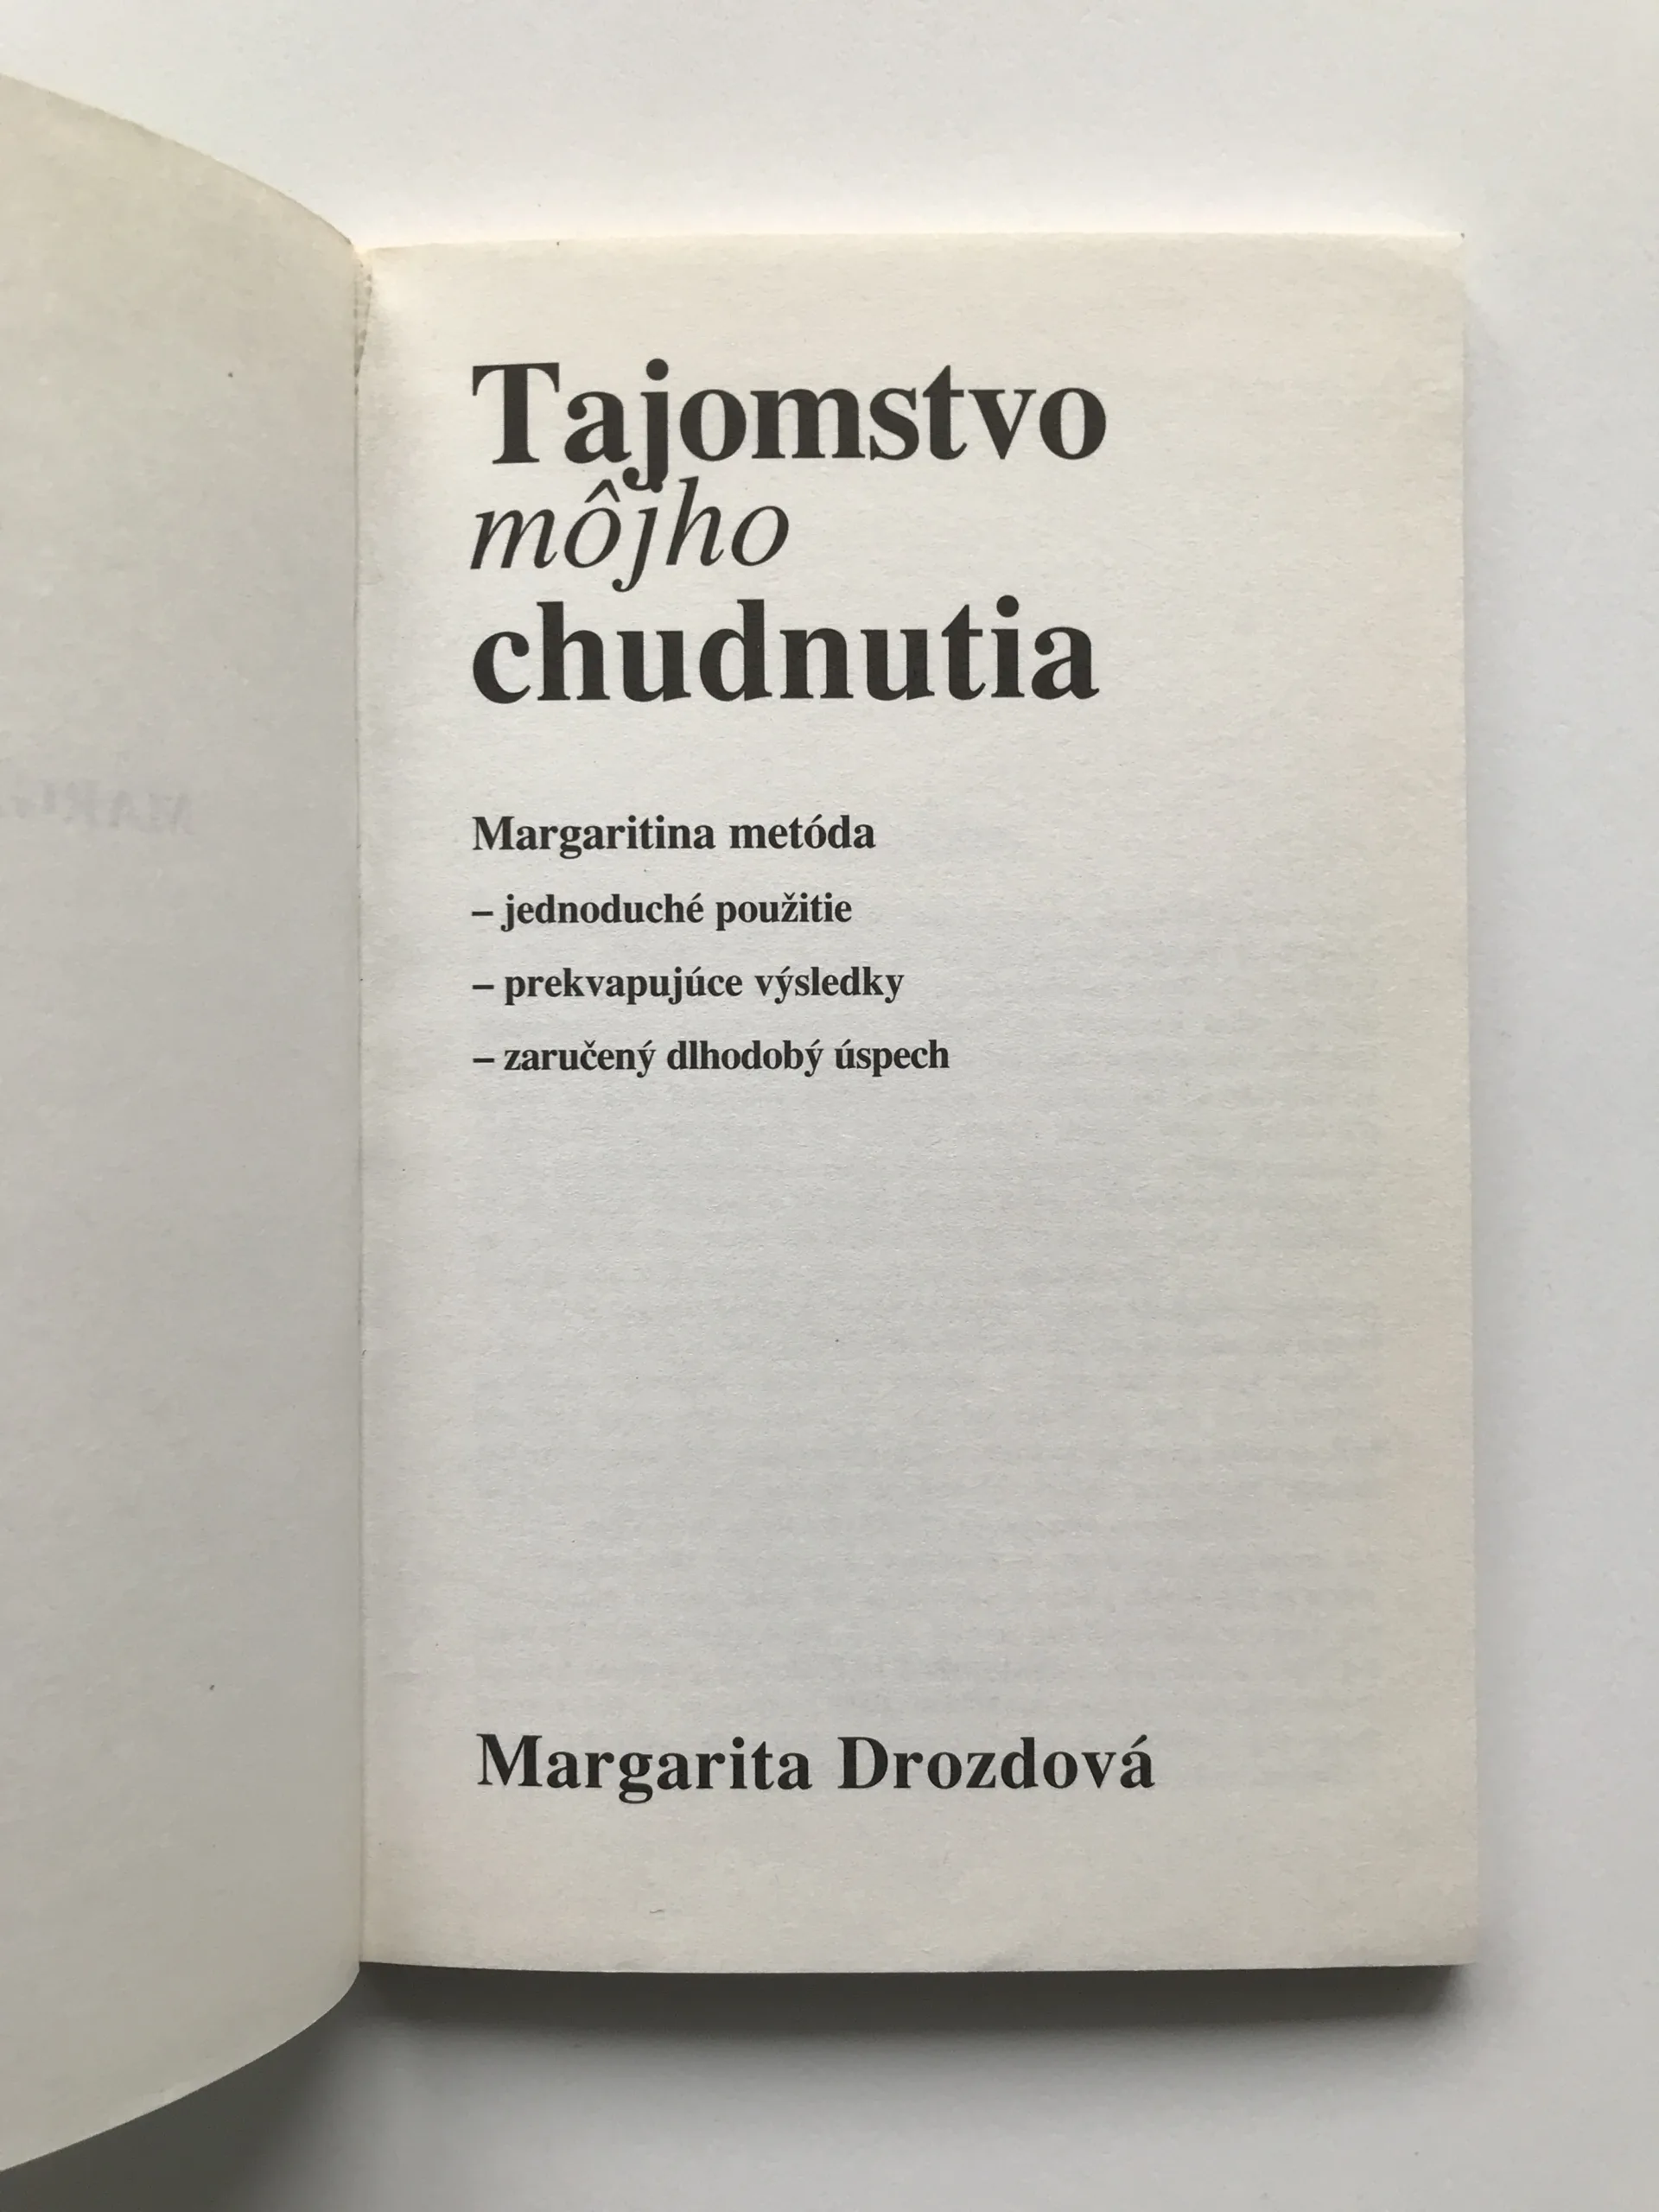 Tajomstvo
môjho
chudnutia
Margaritina metóda
– jednoduché použitie
– prekvapujúce výsledky
– zaručený dlhodobý úspech
Margarita Drozdová